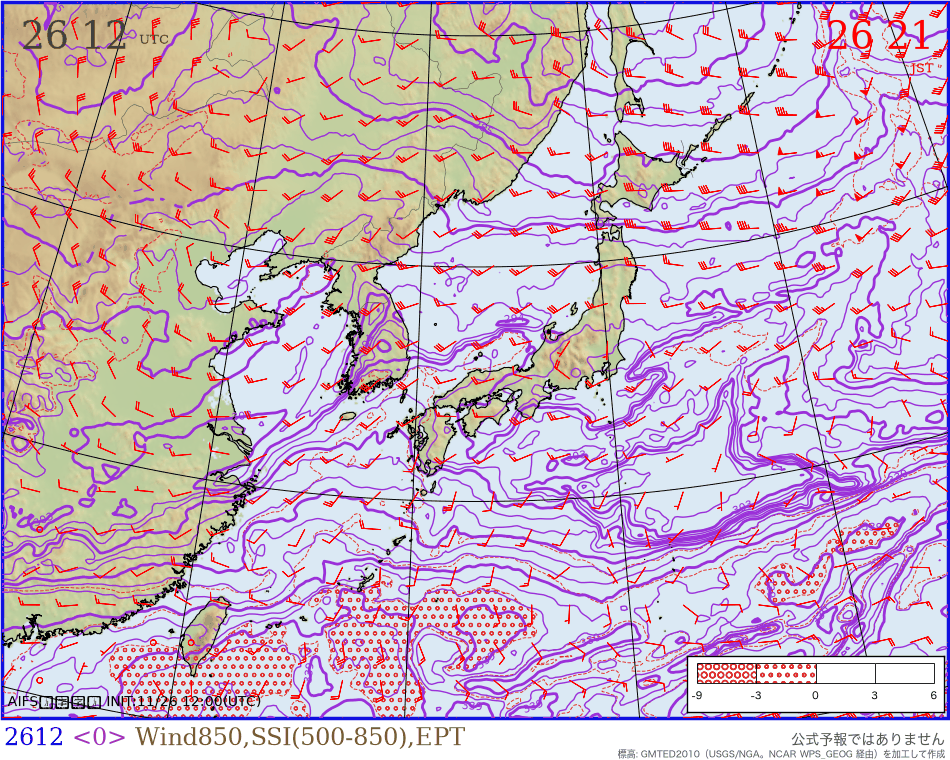 26 12 UTC
26 21
JST
AIFS INIT:11/26 12:00(UTC)
-9 -3 0 3 6
2612 <0> Wind850,SSI(500-850),EPT
公式予報ではありません
標高: GMTED2010（USGS/NGA。NCAR WPS_GEOG 経由）を加工して作成